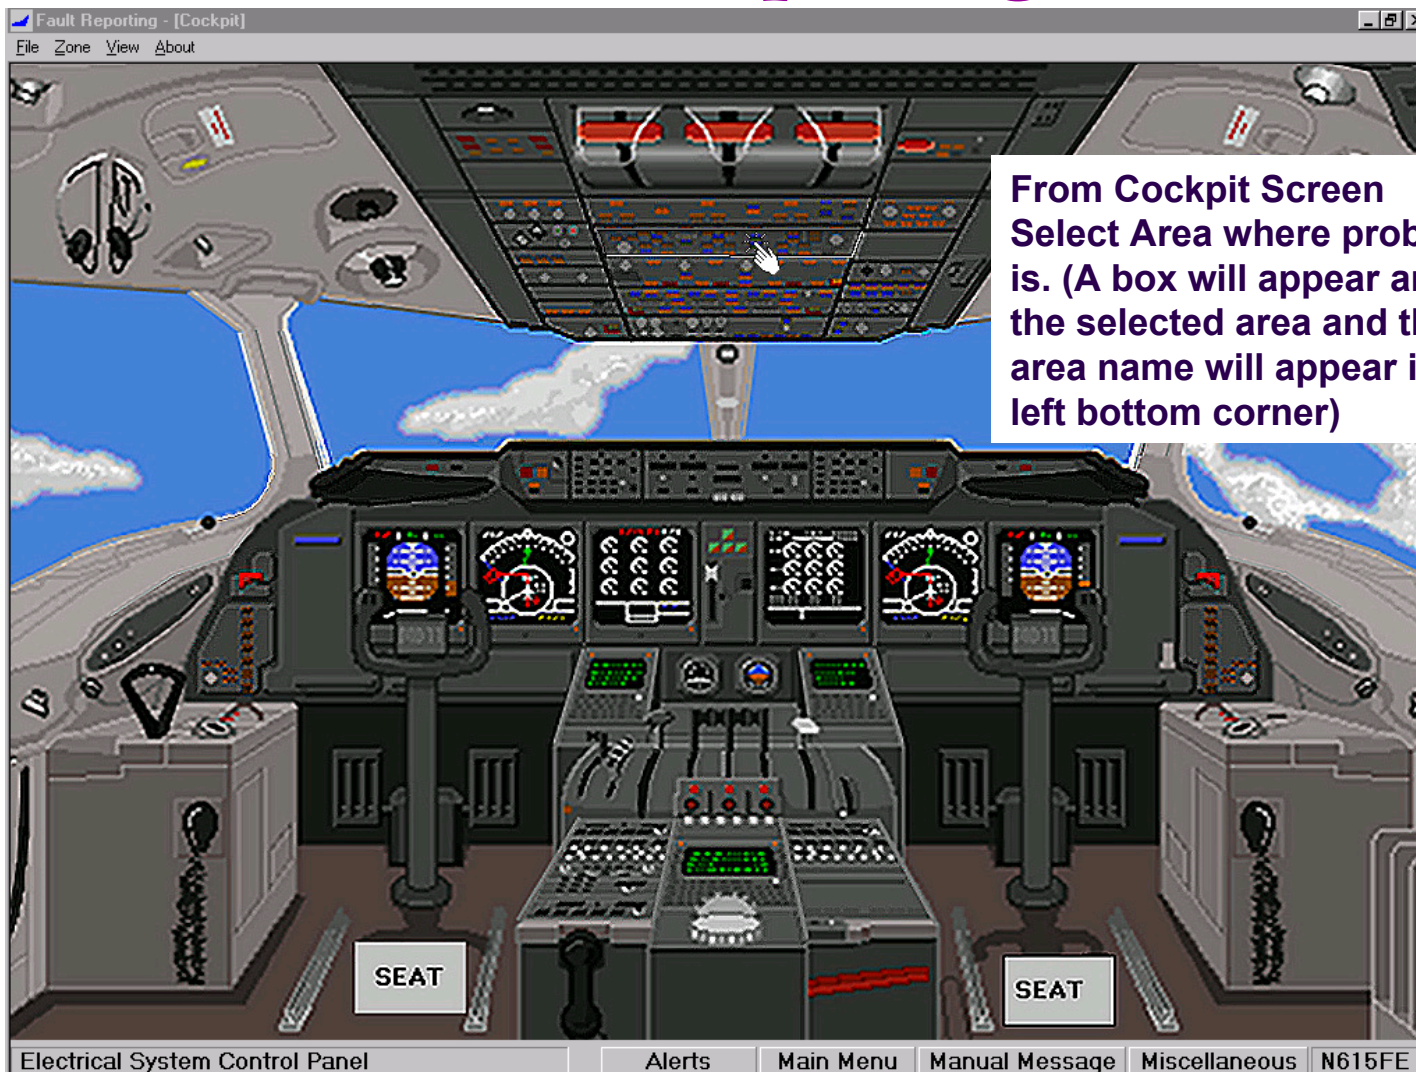 Fault Reporting - [Cockpit]
File Zone View About
From Cockpit Screen
Select Area where prob
is. (A box will appear a
the selected area and t
area name will appear i
left bottom corner)
SEAT
SEAT
Electrical System Control Panel
Alerts
Main Menu
Manual Message
Miscellaneous
N615FE